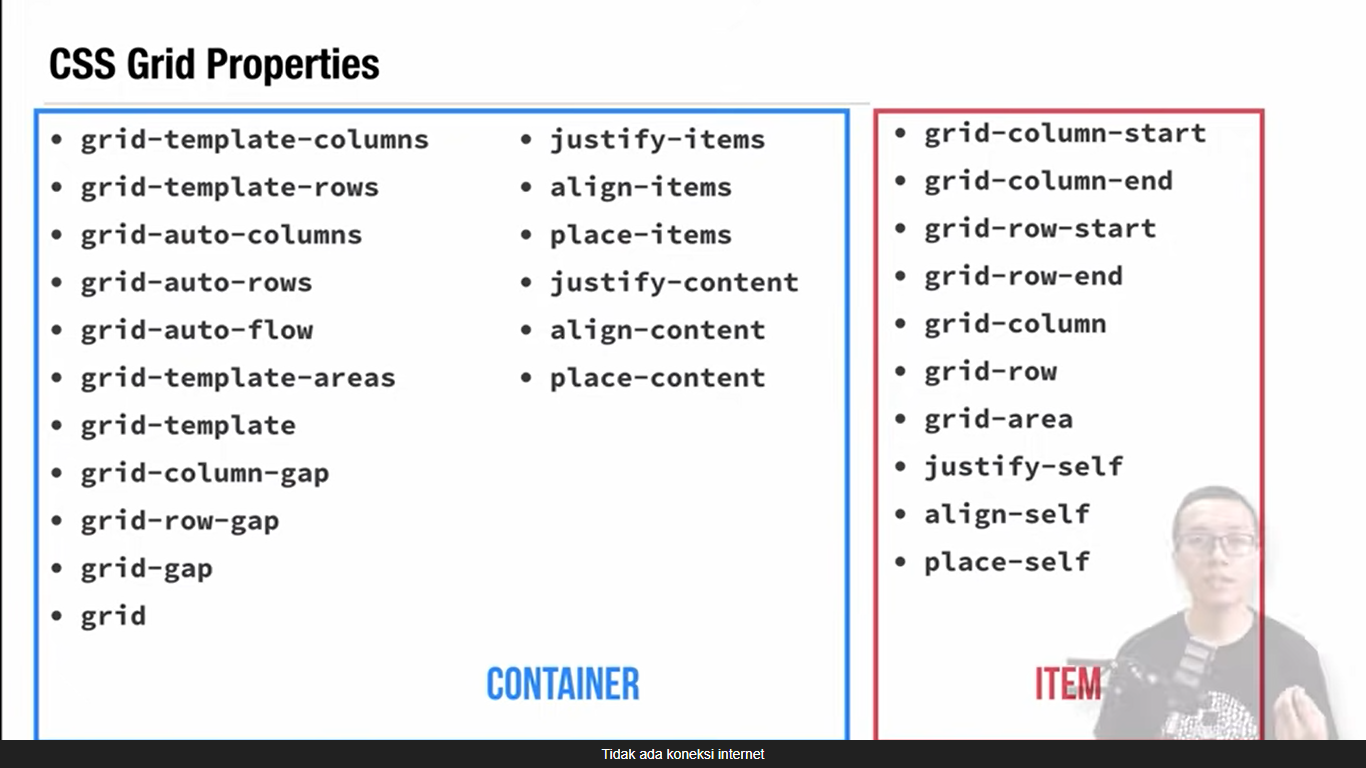 CSS Grid Properties
• grid-template-columns
• grid-template-rows
• grid-auto-columns
• grid-auto-rows
• grid-auto-flow
• grid-template-areas
• grid-template
• grid-column-gap
• grid-row-gap
• grid-gap
• grid
• justify-items
• align-items
• place-items
• justify-content
• align-content
• place-content
CONTAINER
• grid-column-start
• grid-column-end
• grid-row-start
• grid-row-end
• grid-column
• grid-row
• grid-area
• justify-self
• align-self
• place-self
ITEM
Tidak ada koneksi internet